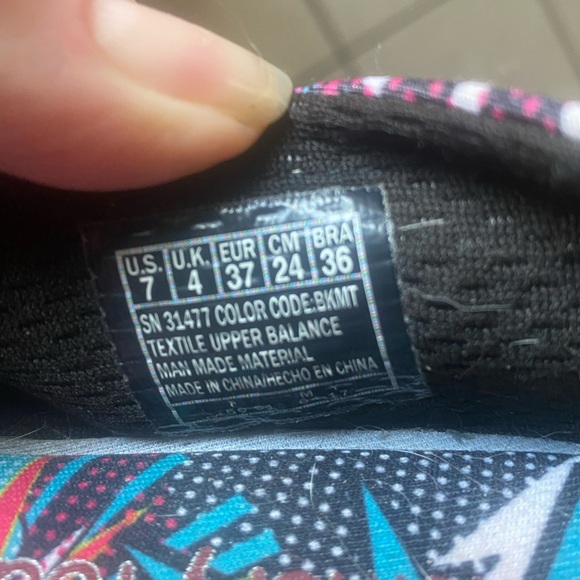 U.S. U.K. EUR CM BRA
7 4 37 24 36
SN 31477 COLOR CODE:BKMT
TEXTILE UPPER BALANCE
MAN MADE MATERIAL
MADE IN CHINA/HECHO EN CHINA